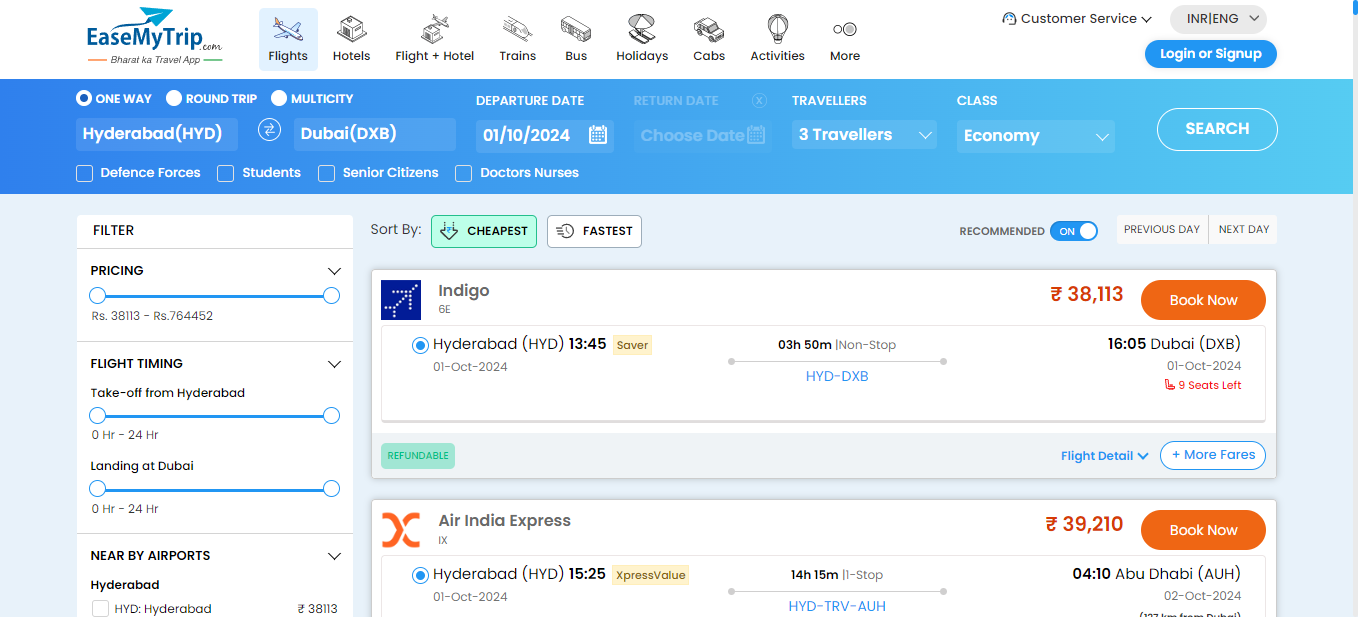 EaseMyTrip.com
Bharat ka Travel App
Flights
Hotels
Flight + Hotel
Trains
Bus
Holidays
Cabs
Activities
More
Customer Service
INR|ENG
Login or Signup
ONE WAY
ROUND TRIP
MULTICITY
Hyderabad(HYD)
Dubai(DXB)
DEPARTURE DATE
01/10/2024
RETURN DATE
Choose Date
TRAVELLERS
3 Travellers
CLASS
Economy
SEARCH
Defence Forces
Students
Senior Citizens
Doctors Nurses
FILTER
PRICING
Rs. 38113 - Rs.764452
FLIGHT TIMING
Take-off from Hyderabad
0 Hr - 24 Hr
Landing at Dubai
0 Hr - 24 Hr
NEAR BY AIRPORTS
Hyderabad
HYD: Hyderabad ₹ 38113
Sort By:
CHEAPEST
FASTEST
RECOMMENDED ON
PREVIOUS DAY
NEXT DAY
Indigo
6E
₹ 38,113
Book Now
Hyderabad (HYD) 13:45 Saver
01-Oct-2024
03h 50m |Non-Stop
HYD-DXB
16:05 Dubai (DXB)
01-Oct-2024
9 Seats Left
REFUNDABLE
Flight Detail
+ More Fares
Air India Express
IX
₹ 39,210
Book Now
Hyderabad (HYD) 15:25 XpressValue
01-Oct-2024
14h 15m |1-Stop
HYD-TRV-AUH
04:10 Abu Dhabi (AUH)
02-Oct-2024
(127 km from Dubai)